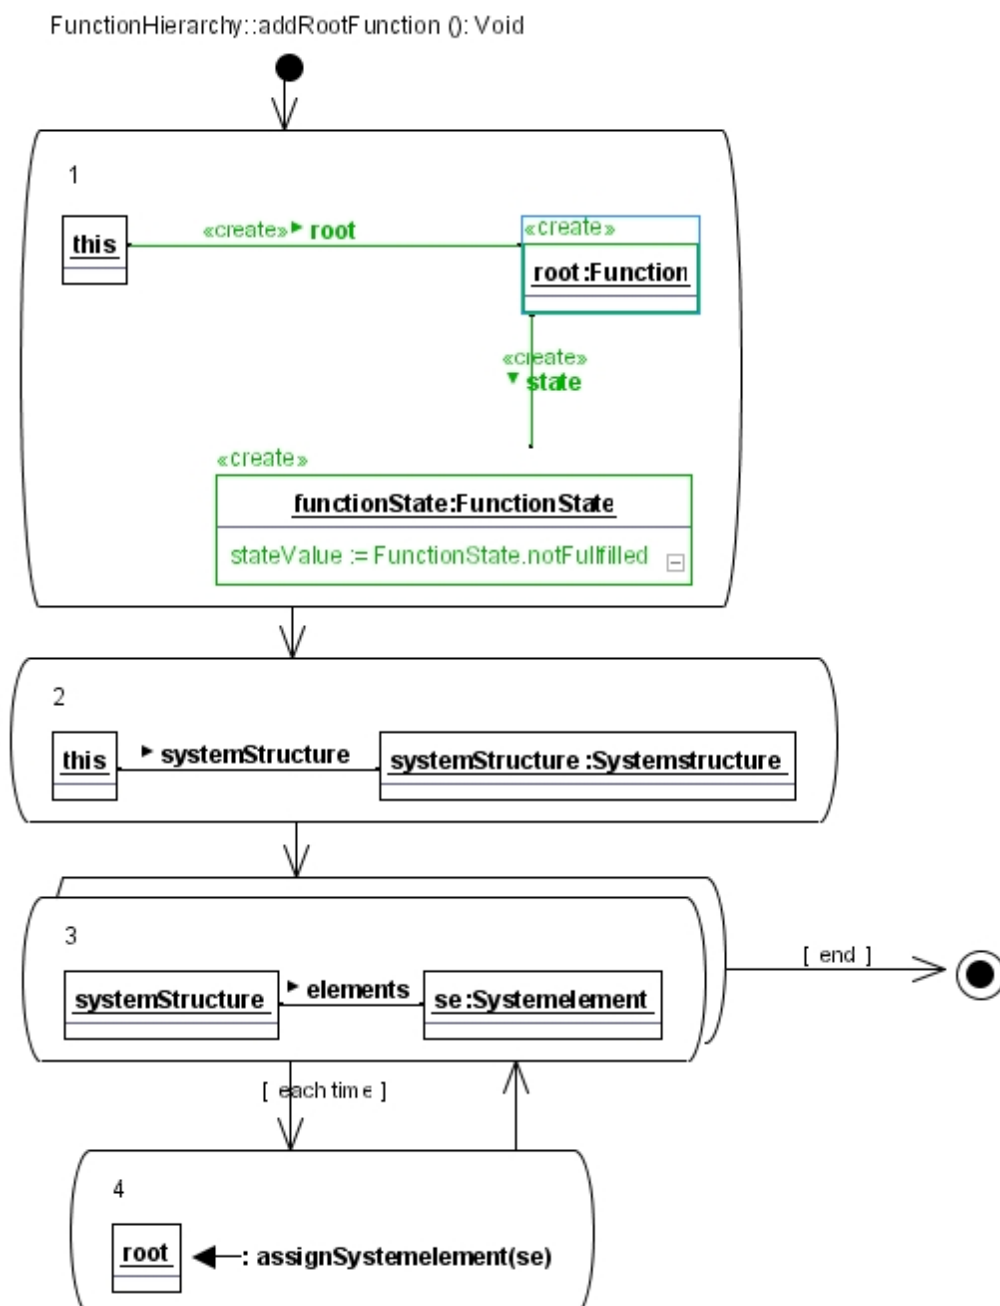 FunctionHierarchy::addRootFunction (): Void
1
this
«create» ► root
«create»
root :Function
«create»
▼ state
«create»
functionState:FunctionState
stateValue := FunctionState.notFullfilled
2
this
► systemStructure
systemStructure :Systemstructure
3
systemStructure
► elements
se :Systemelement
[ end ]
[ each time ]
4
root
: assignSystemelement(se)